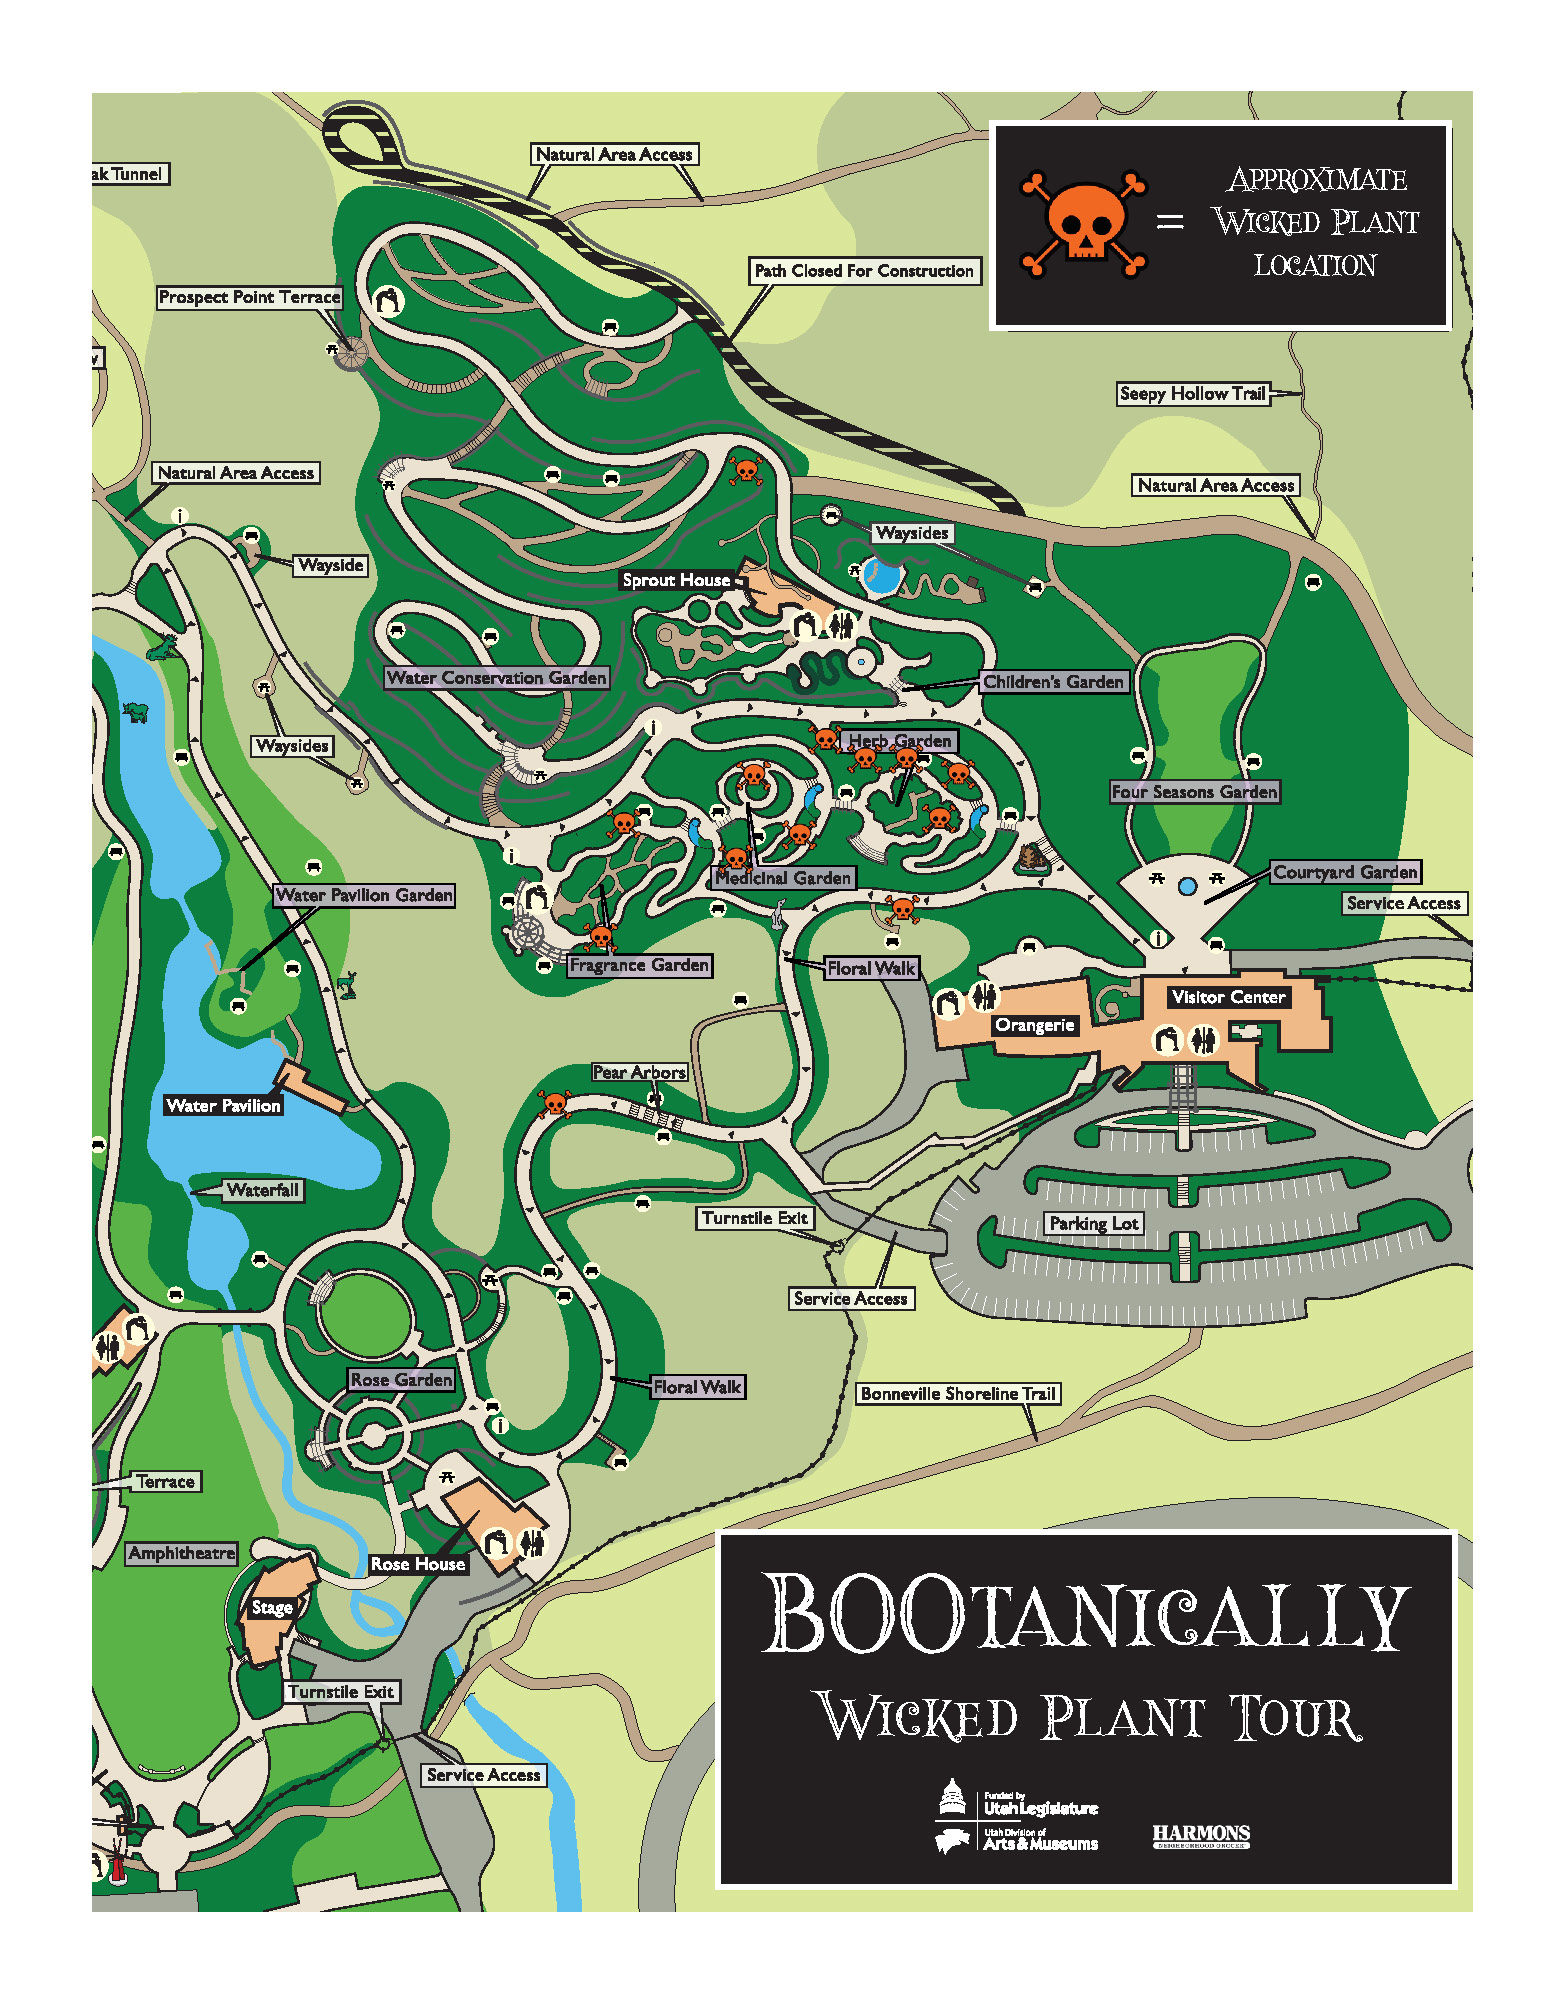 Natural Area Access
ak Tunnel
APPROXIMATE
WICKED PLANT
LOCATION
=
Path Closed For Construction
Prospect Point Terrace
w
Seepy Hollow Trail
Natural Area Access
Natural Area Access
Waysides
i
Wayside
Sprout House
Water Conservation Garden
Children's Garden
i
Waysides
Herb Garden
Four Seasons Garden
i
Medicinal Garden
Courtyard Garden
Water Pavilion Garden
Service Access
i
Fragrance Garden
Floral Walk
Visitor Center
Orangerie
Pear Arbors
Water Pavilion
Waterfall
Turnstile Exit
Parking Lot
Service Access
Rose Garden
Floral Walk
Bonneville Shoreline Trail
i
Terrace
Amphitheatre
Rose House
Stage
BOOTANICALLY
WICKED PLANT TOUR
Turnstile Exit
Service Access
Funded by
Utah Legislature
Utah Division of
Arts & Museums
HARMONS
NEIGHBORHOOD GROCER